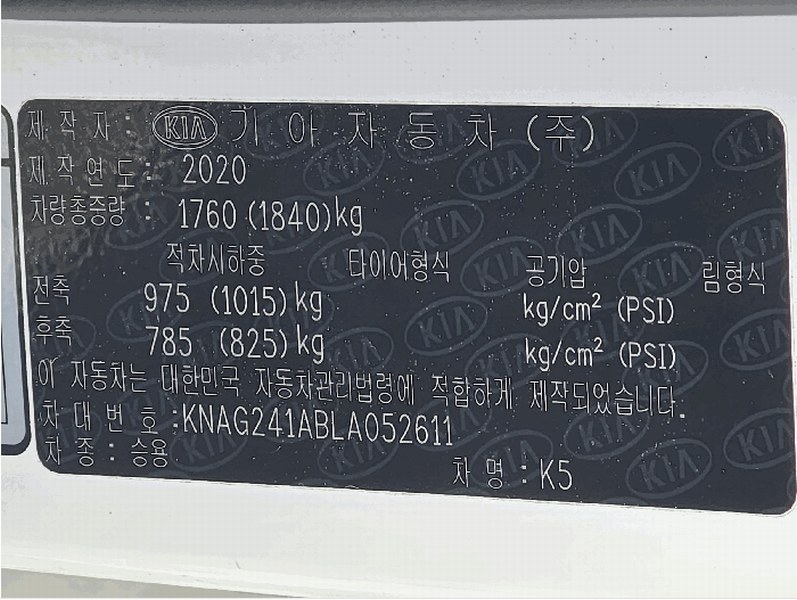 제 작 자 : KIA 기 아 자 동 차 (주)
제 작 연 도 : 2020
차량총중량 : 1760 (1840)kg
적차시하중 타이어형식 공기압 림형식
전축 975 (1015)kg kg/cm² (PSI)
후축 785 (825)kg kg/cm² (PSI)
이 자동차는 대한민국 자동차관리법령에 적합하게 제작되었습니다.
차 대 번 호 :KNAG241ABLA052611
차 종 : 승용 차 명 : K5